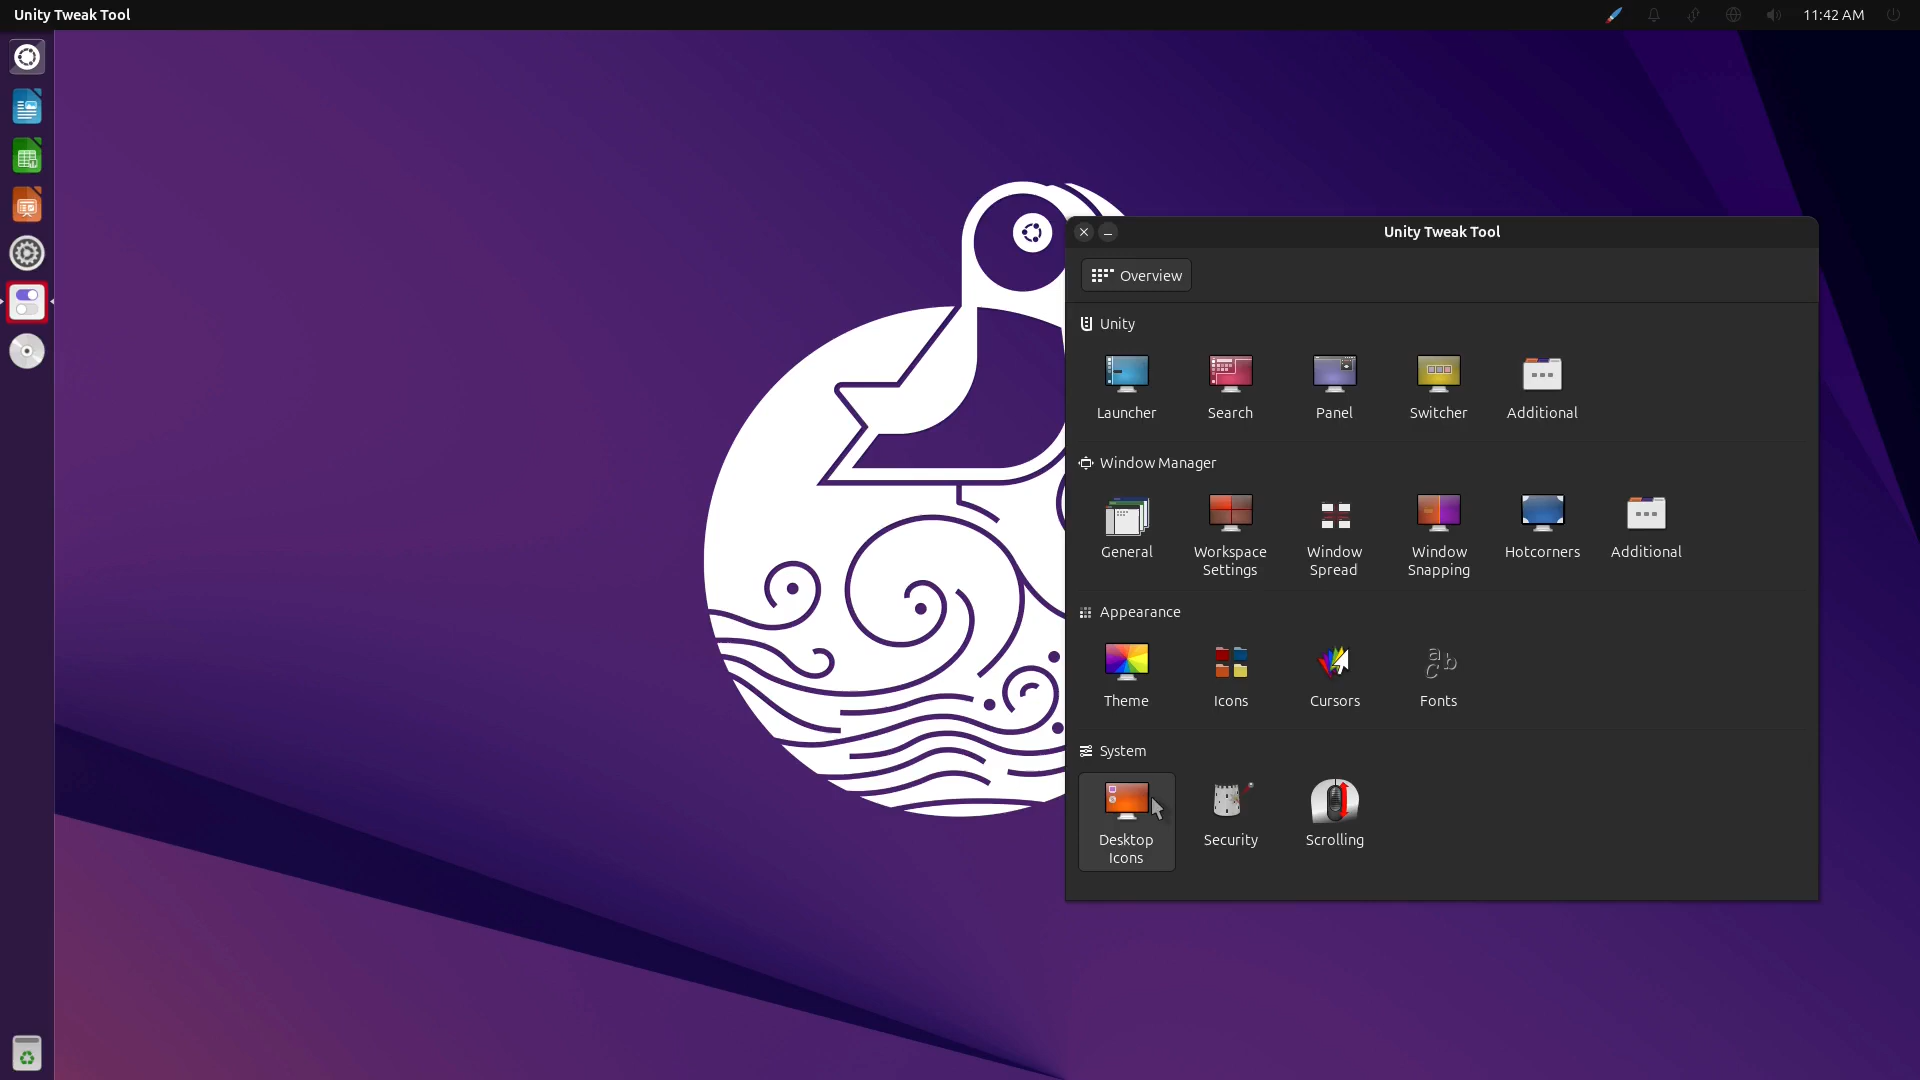 Unity Tweak Tool
11:42 AM
Unity Tweak Tool
Overview
Unity
Launcher
Search
Panel
Switcher
Additional
Window Manager
General
Workspace
Settings
Window
Spread
Window
Snapping
Hotcorners
Additional
Appearance
Theme
Icons
Cursors
a
b
c
Fonts
System
Desktop
Icons
Security
Scrolling